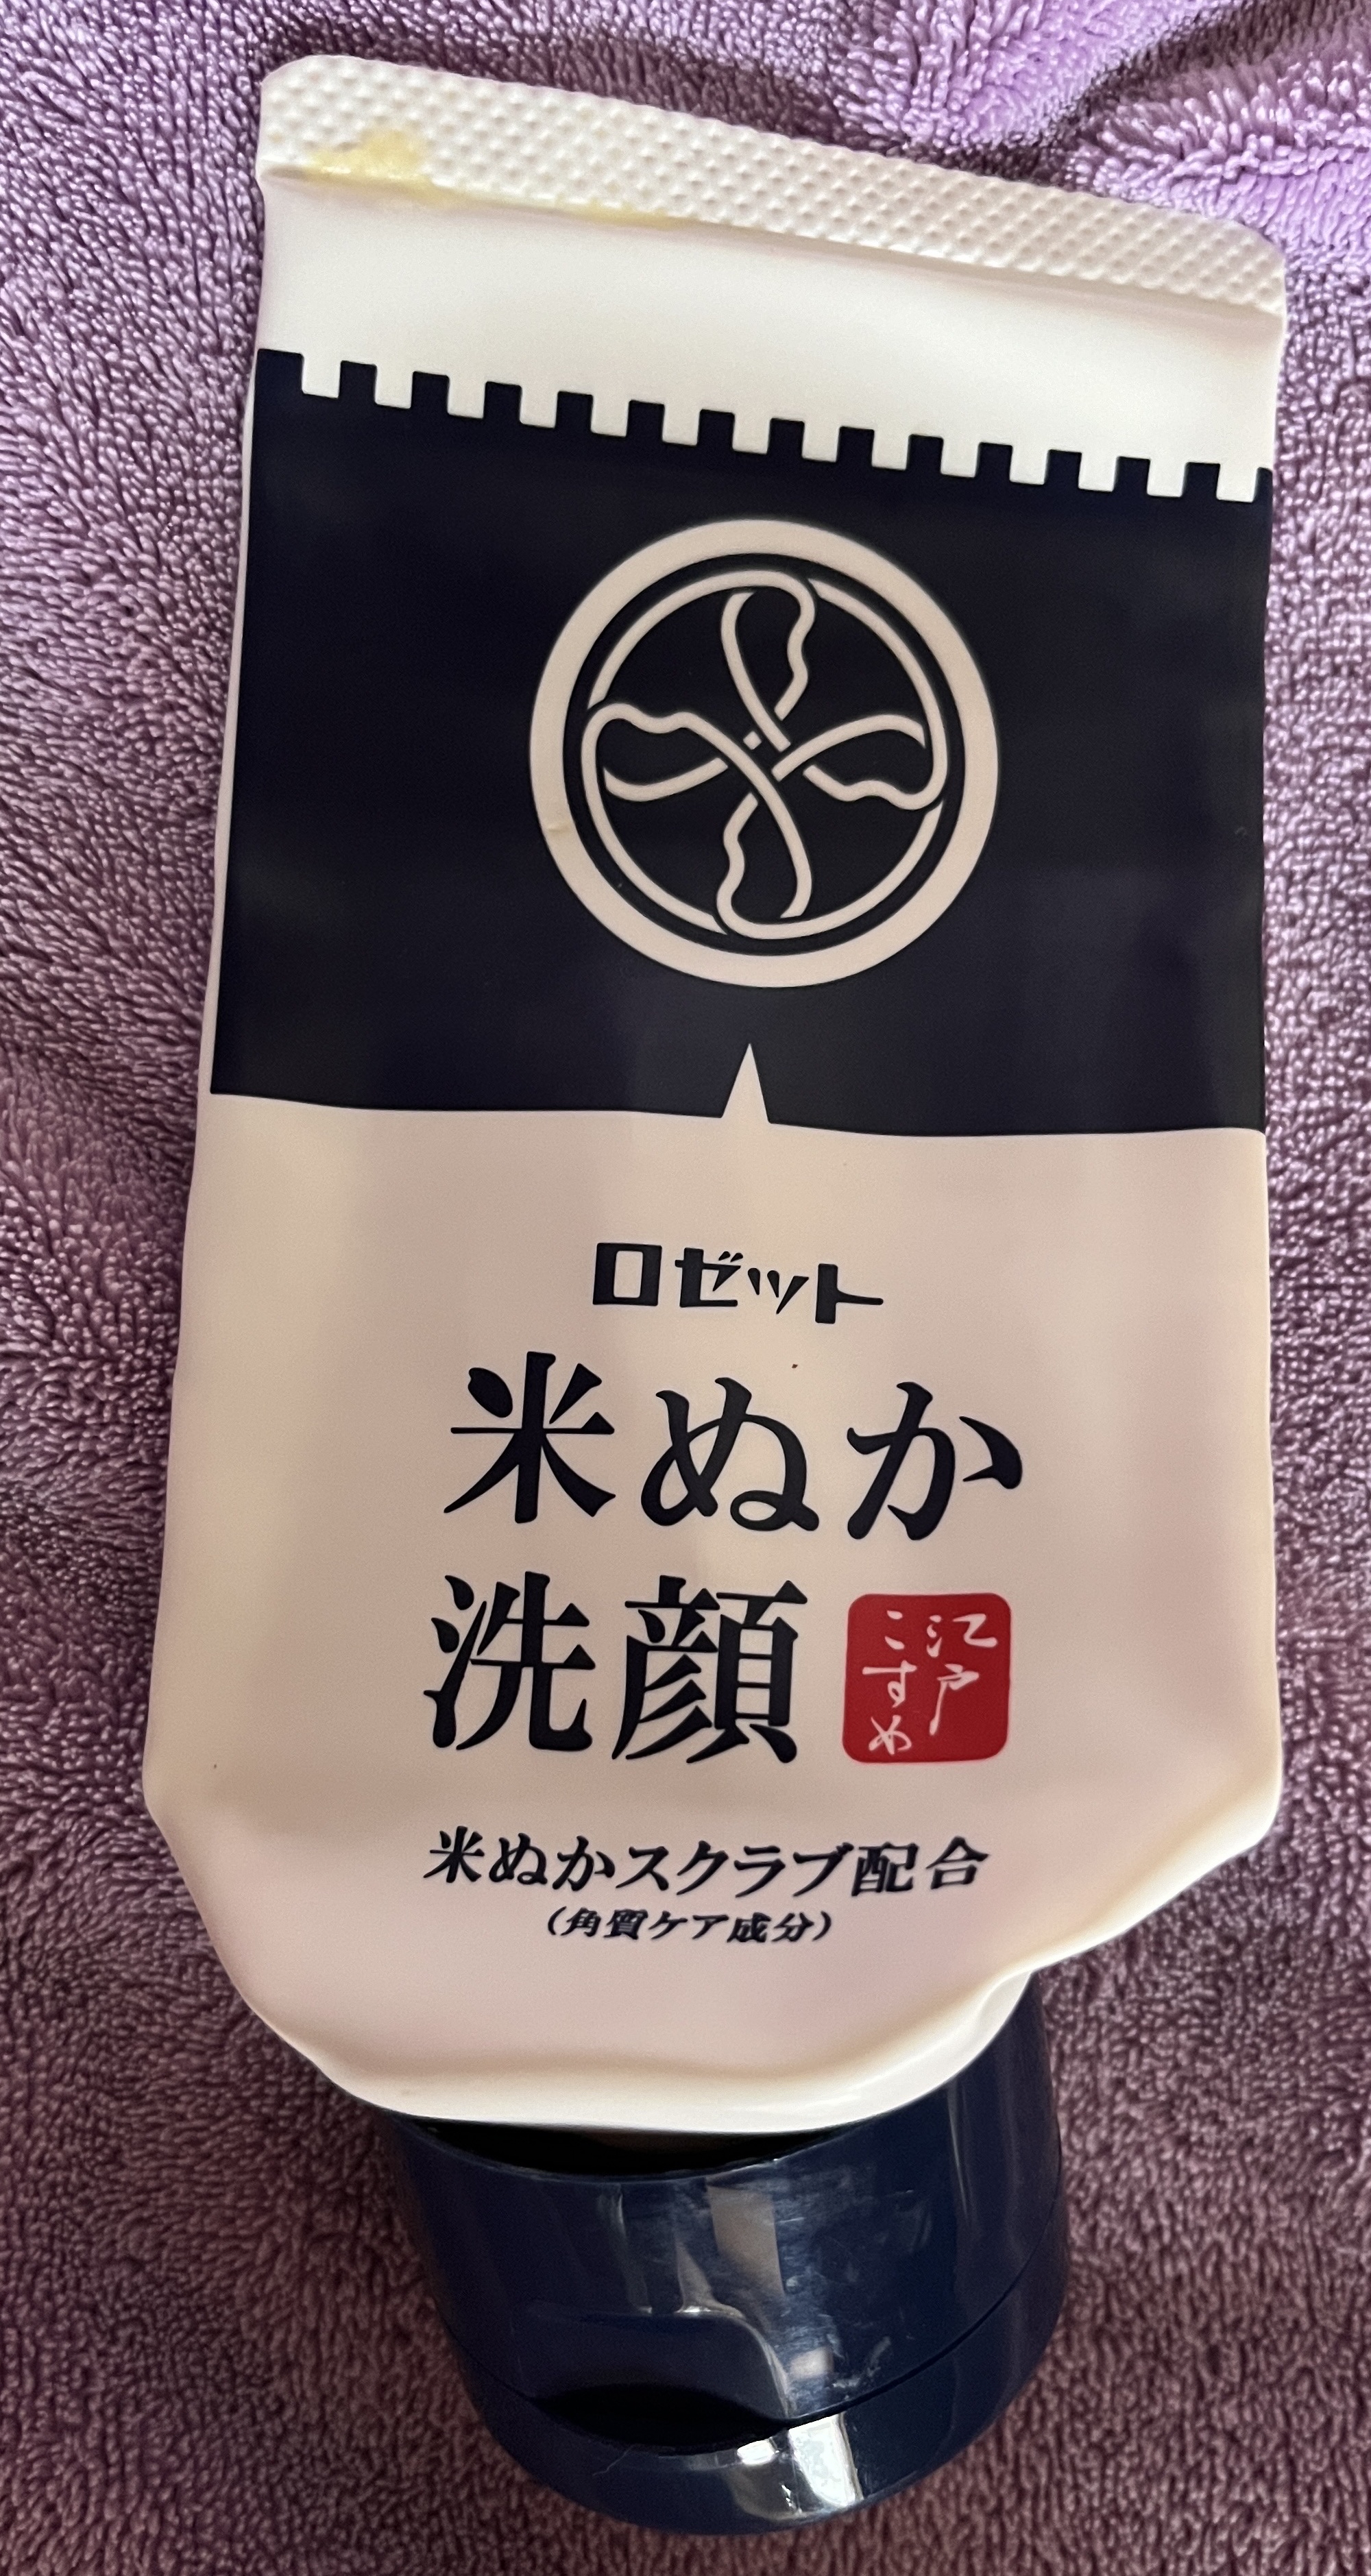 ロゼット
米ぬか
洗顔
江戸
こすめ
米ぬかスクラブ配合
(角質ケア成分)